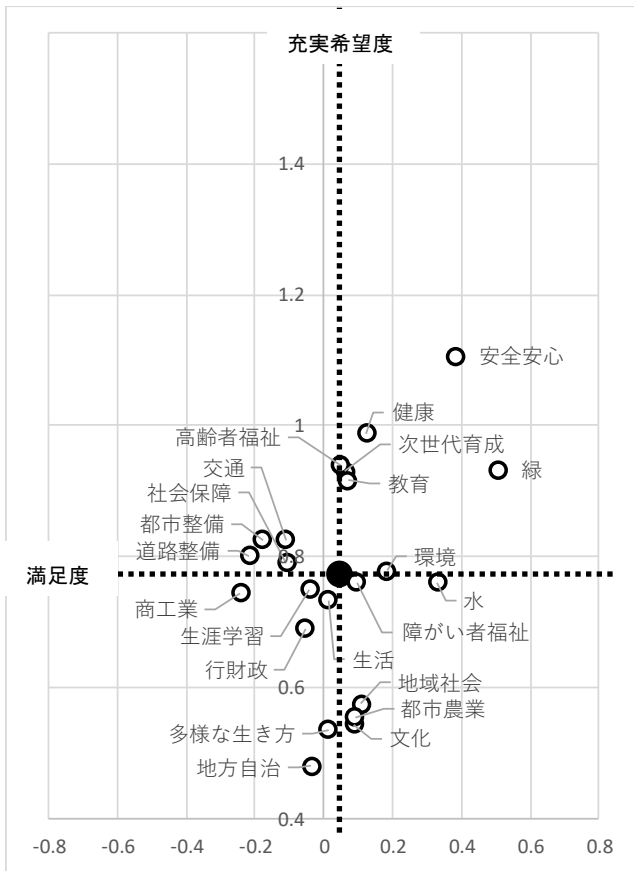 充実希望度
1.4
1.2
安全安心
健康
1
高齢者福祉
次世代育成
緑
交通
教育
社会保障
都市整備
道路整備
0.8
環境
満足度
商工業
水
生涯学習
障がい者福祉
行財政
生活
0.6
地域社会
都市農業
多様な生き方
文化
地方自治
0.4
-0.8 -0.6 -0.4 -0.2 0 0.2 0.4 0.6 0.8